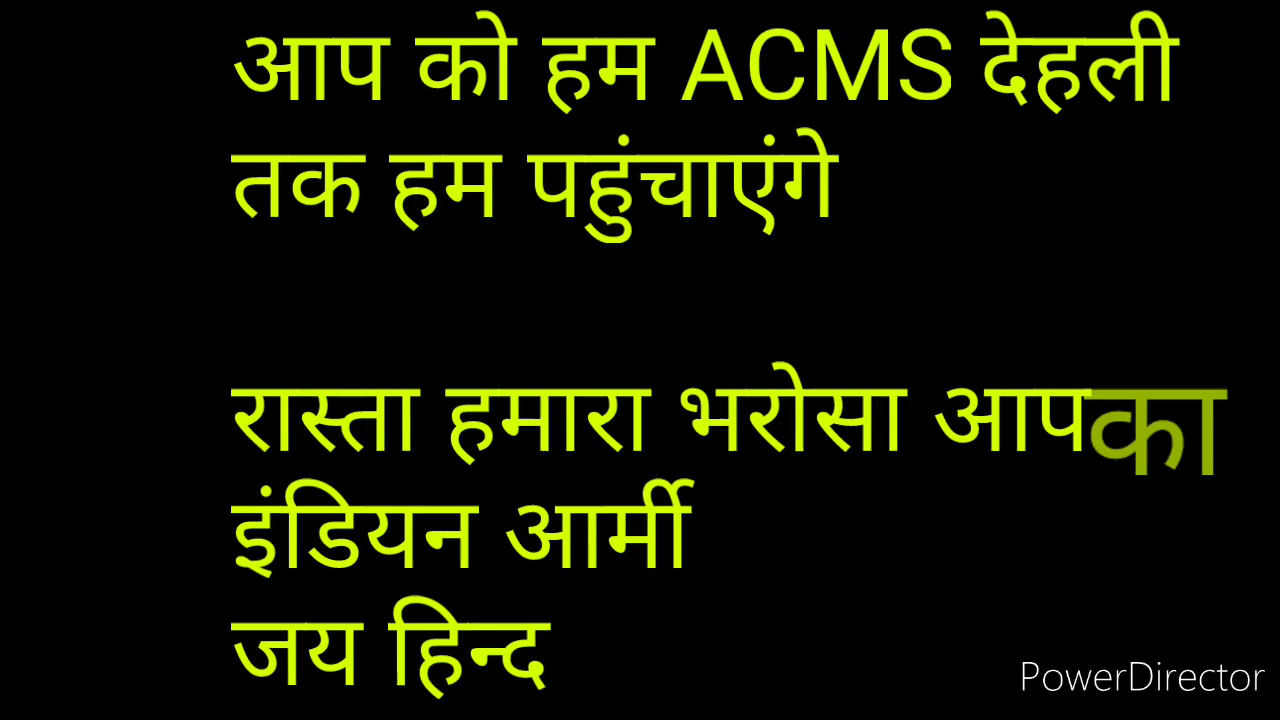 आप को हम ACMS देहली
तक हम पहुंचाएंगे
रास्ता हमारा भरोसा आपका
इंडियन आर्मी
जय हिन्द
PowerDirector